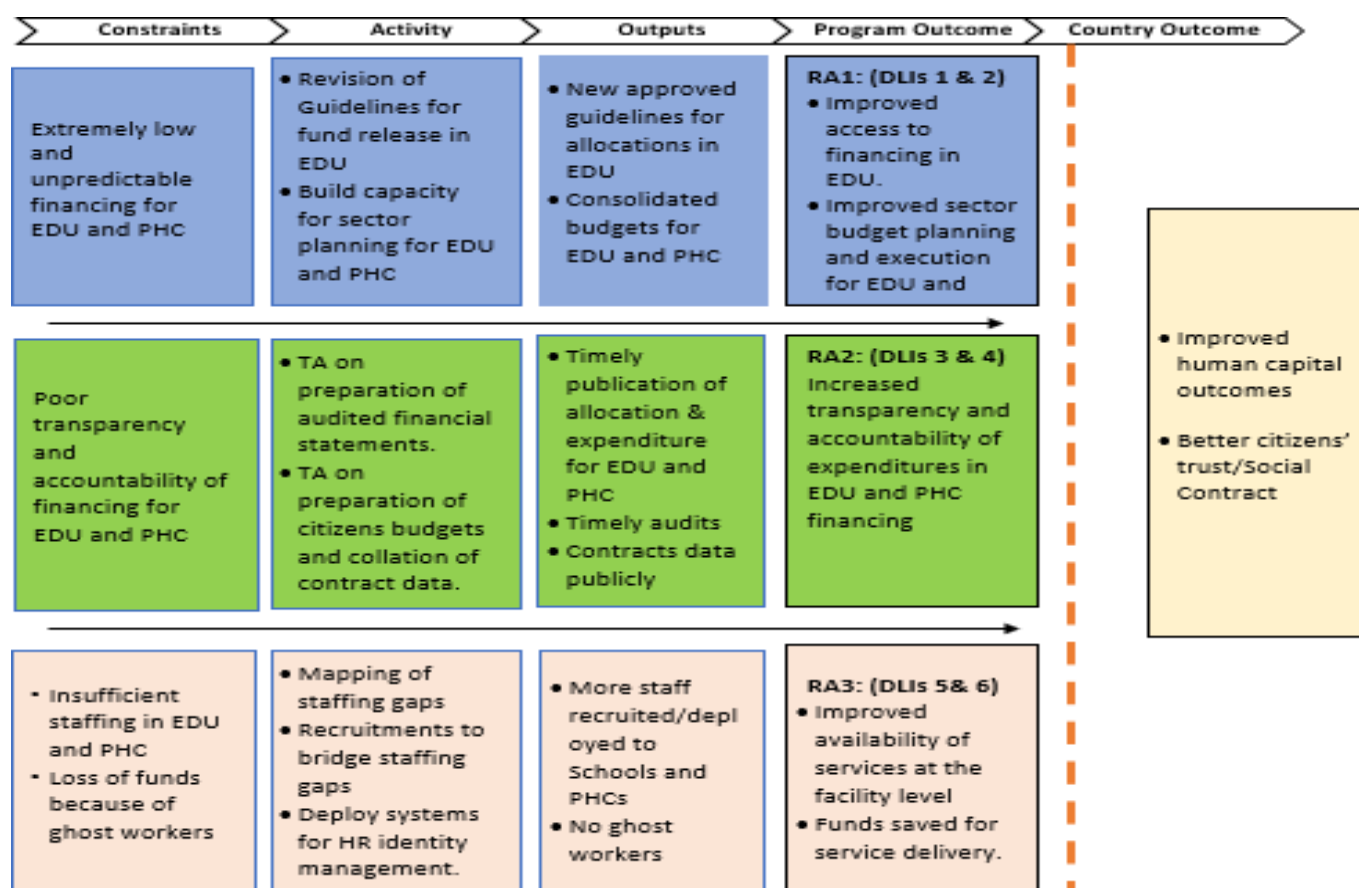 Constraints
Activity
Outputs
Program Outcome
Country Outcome
Extremely low
and
unpredictable
financing for
EDU and PHC
• Revision of
Guidelines for
fund release in
EDU
• Build capacity
for sector
planning for EDU
and PHC
• New approved
guidelines for
allocations in
EDU
• Consolidated
budgets for
EDU and PHC
RA1: (DLIs 1 & 2)
• Improved
access to
financing in
EDU.
• Improved sector
budget planning
and execution
for EDU and
Poor
transparency
and
accountability of
financing for
EDU and PHC
• TA on
preparation of
audited financial
statements.
• TA on
preparation of
citizens budgets
and collation of
contract data.
• Timely
publication of
allocation &
expenditure
for EDU and
PHC
• Timely audits
• Contracts data
publicly
RA2: (DLIs 3 & 4)
Increased
transparency and
accountability of
expenditures in
EDU and PHC
financing
- Insufficient
staffing in EDU
and PHC
- Loss of funds
because of
ghost workers
• Mapping of
staffing gaps
• Recruitments to
bridge staffing
gaps
• Deploy systems
for HR identity
management.
• More staff
recruited/depl
oyed to
Schools and
PHCs
• No ghost
workers
RA3: (DLIs 5& 6)
• Improved
availability of
services at the
facility level
• Funds saved for
service delivery.
• Improved
human capital
outcomes
• Better citizens'
trust/Social
Contract